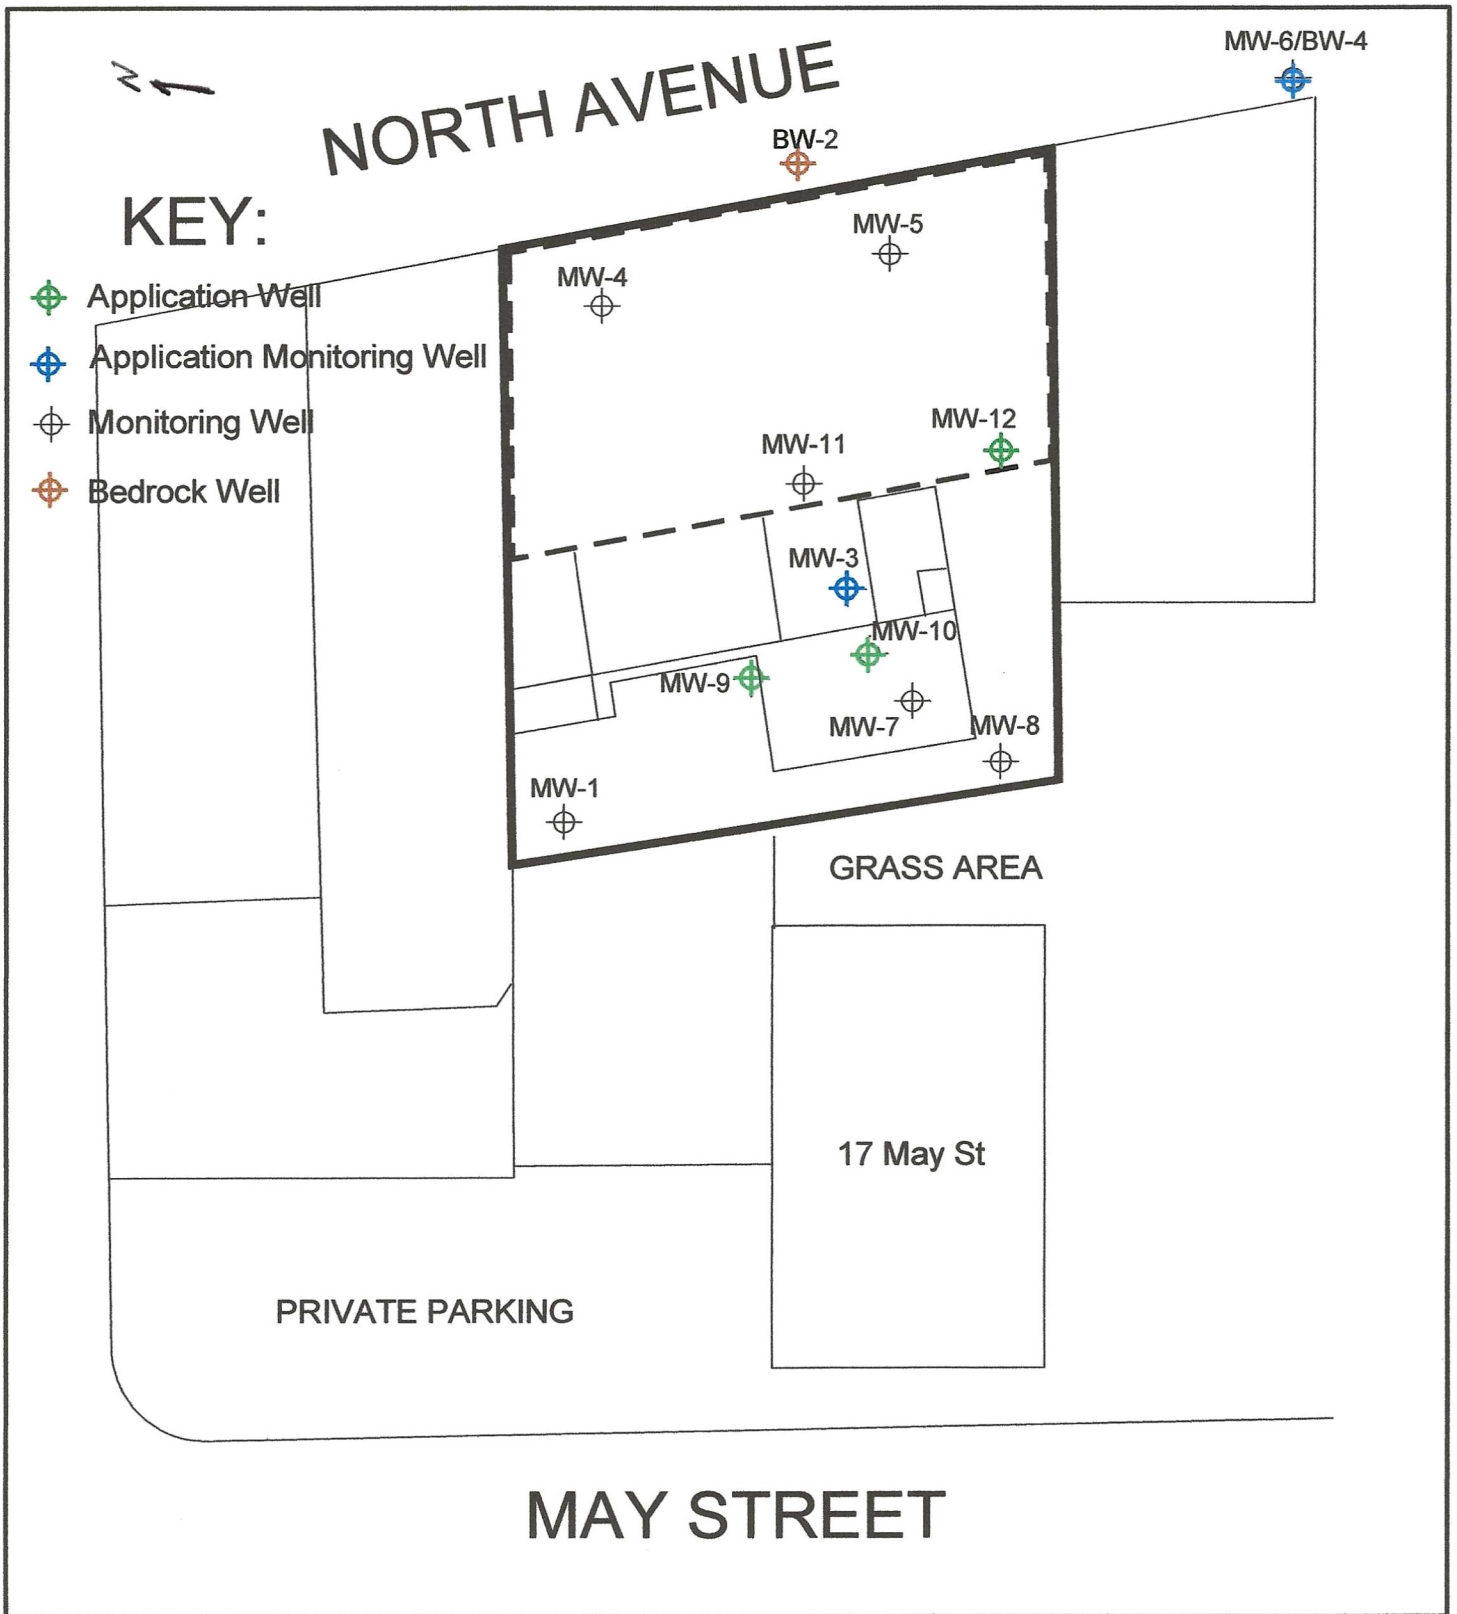 MW-6/BW-4
N
NORTH AVENUE
BW-2
KEY:
MW-5
MW-4
Application Well
Application Monitoring Well
Monitoring Well
MW-12
MW-11
Bedrock Well
MW-3
MW-10
MW-9
MW-7
MW-8
MW-1
GRASS AREA
17 May St
PRIVATE PARKING
MAY STREET